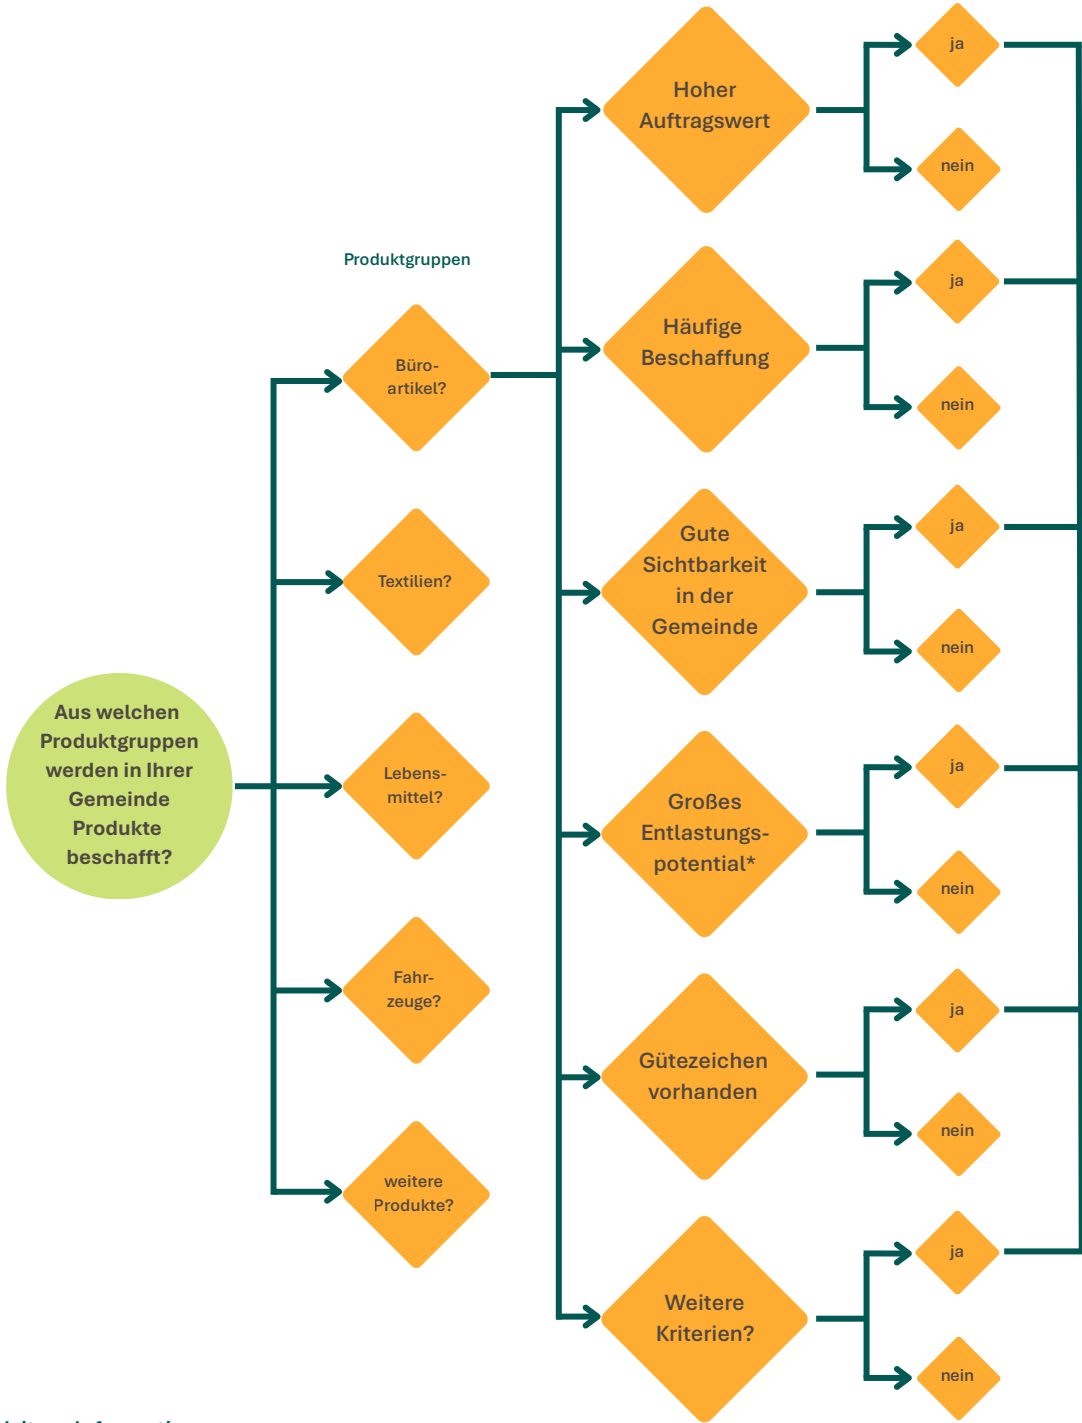 Aus welchen
Produktgruppen
werden in Ihrer
Gemeinde
Produkte
beschafft?
Produktgruppen
Büro-
artikel?
Textilien?
Lebens-
mittel?
Fahr-
zeuge?
weitere
Produkte?
Hoher
Auftragswert
ja
nein
Häufige
Beschaffung
ja
nein
Gute
Sichtbarkeit
in der
Gemeinde
ja
nein
Großes
Entlastungs-
potential*
ja
nein
Gütezeichen
vorhanden
ja
nein
Weitere
Kriterien?
ja
nein